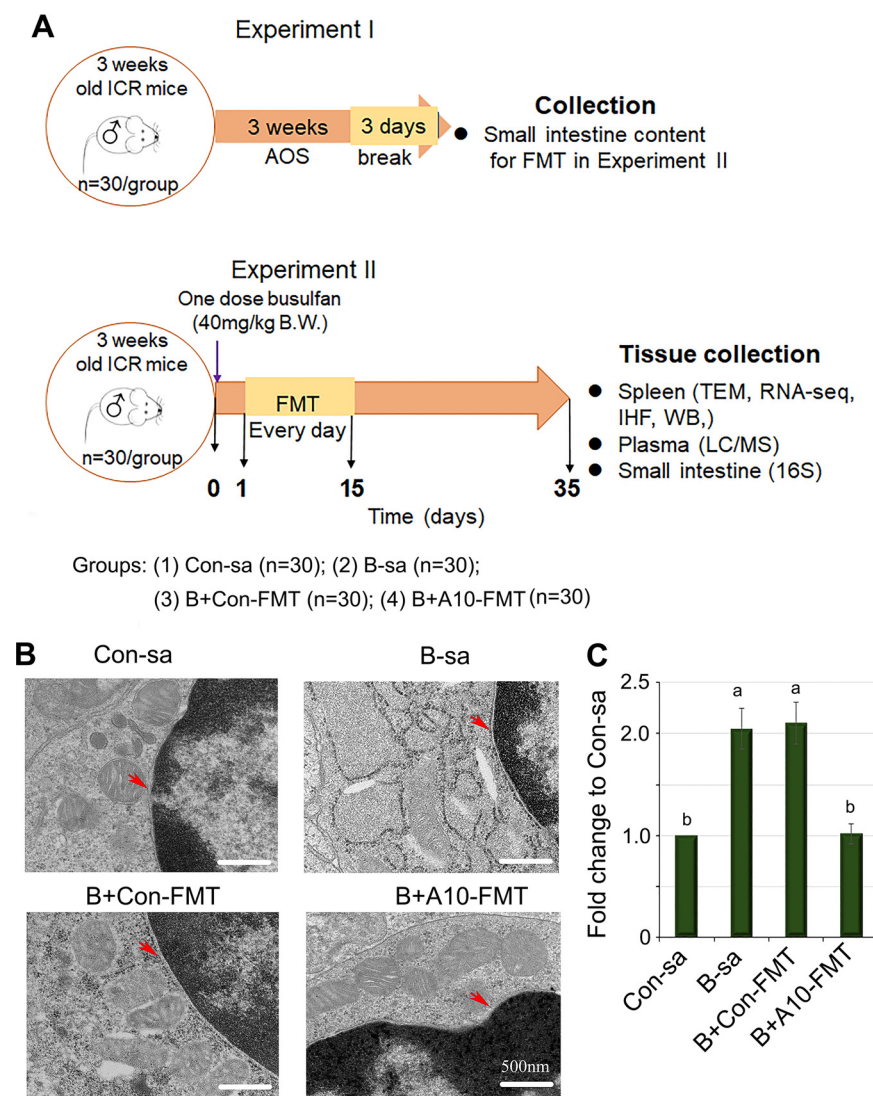 A
Experiment I
3 weeks
old ICR mice
n=30/group
3 weeks
AOS
3 days
break
Collection
● Small intestine content
for FMT in Experiment II
Experiment II
One dose busulfan
(40mg/kg B.W.)
3 weeks
old ICR mice
n=30/group
FMT
Every day
0 1 15 35
Time (days)
Tissue collection
● Spleen (TEM, RNA-seq,
IHF, WB,)
● Plasma (LC/MS)
● Small intestine (16S)
Groups: (1) Con-sa (n=30); (2) B-sa (n=30);
(3) B+Con-FMT (n=30); (4) B+A10-FMT (n=30)
B
Con-sa
B-sa
B+Con-FMT
B+A10-FMT
500nm
C
Fold change to Con-sa
2.5
2.0
1.0
0
b
a
a
b
Con-sa
B-sa
B+Con-FMT
B+A10-FMT